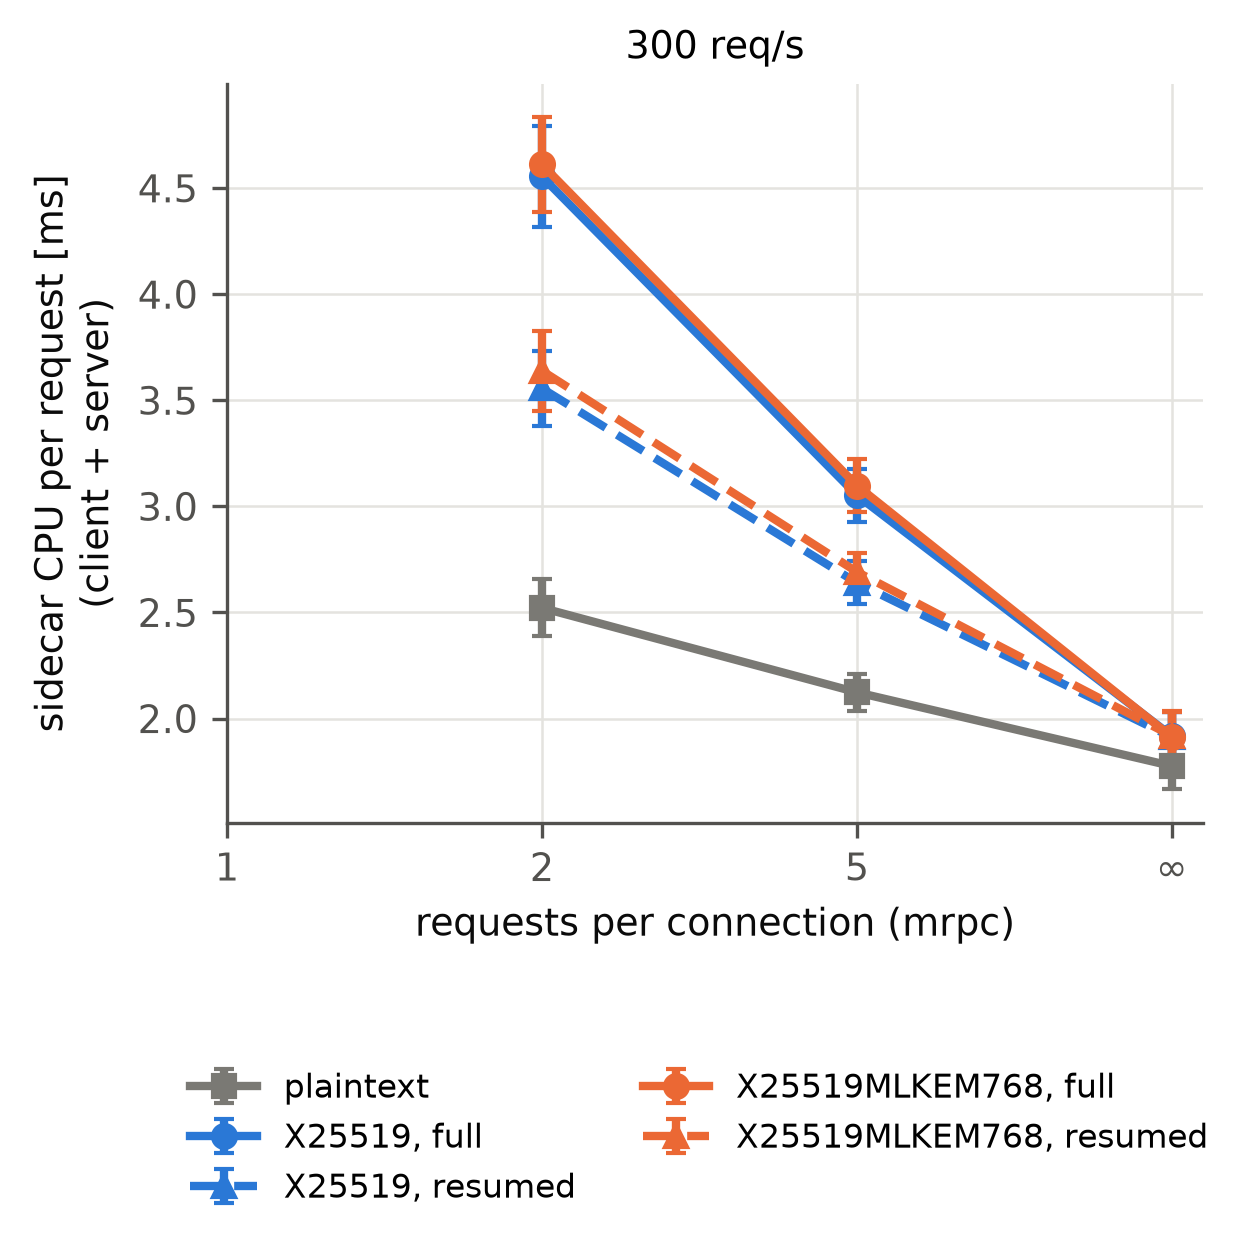 300 req/s
sidecar CPU per request [ms]
(client + server)
4.5
4.0
3.5
3.0
2.5
2.0
1 2 5 ∞
requests per connection (mrpc)
plaintext
X25519, full
X25519, resumed
X25519MLKEM768, full
X25519MLKEM768, resumed